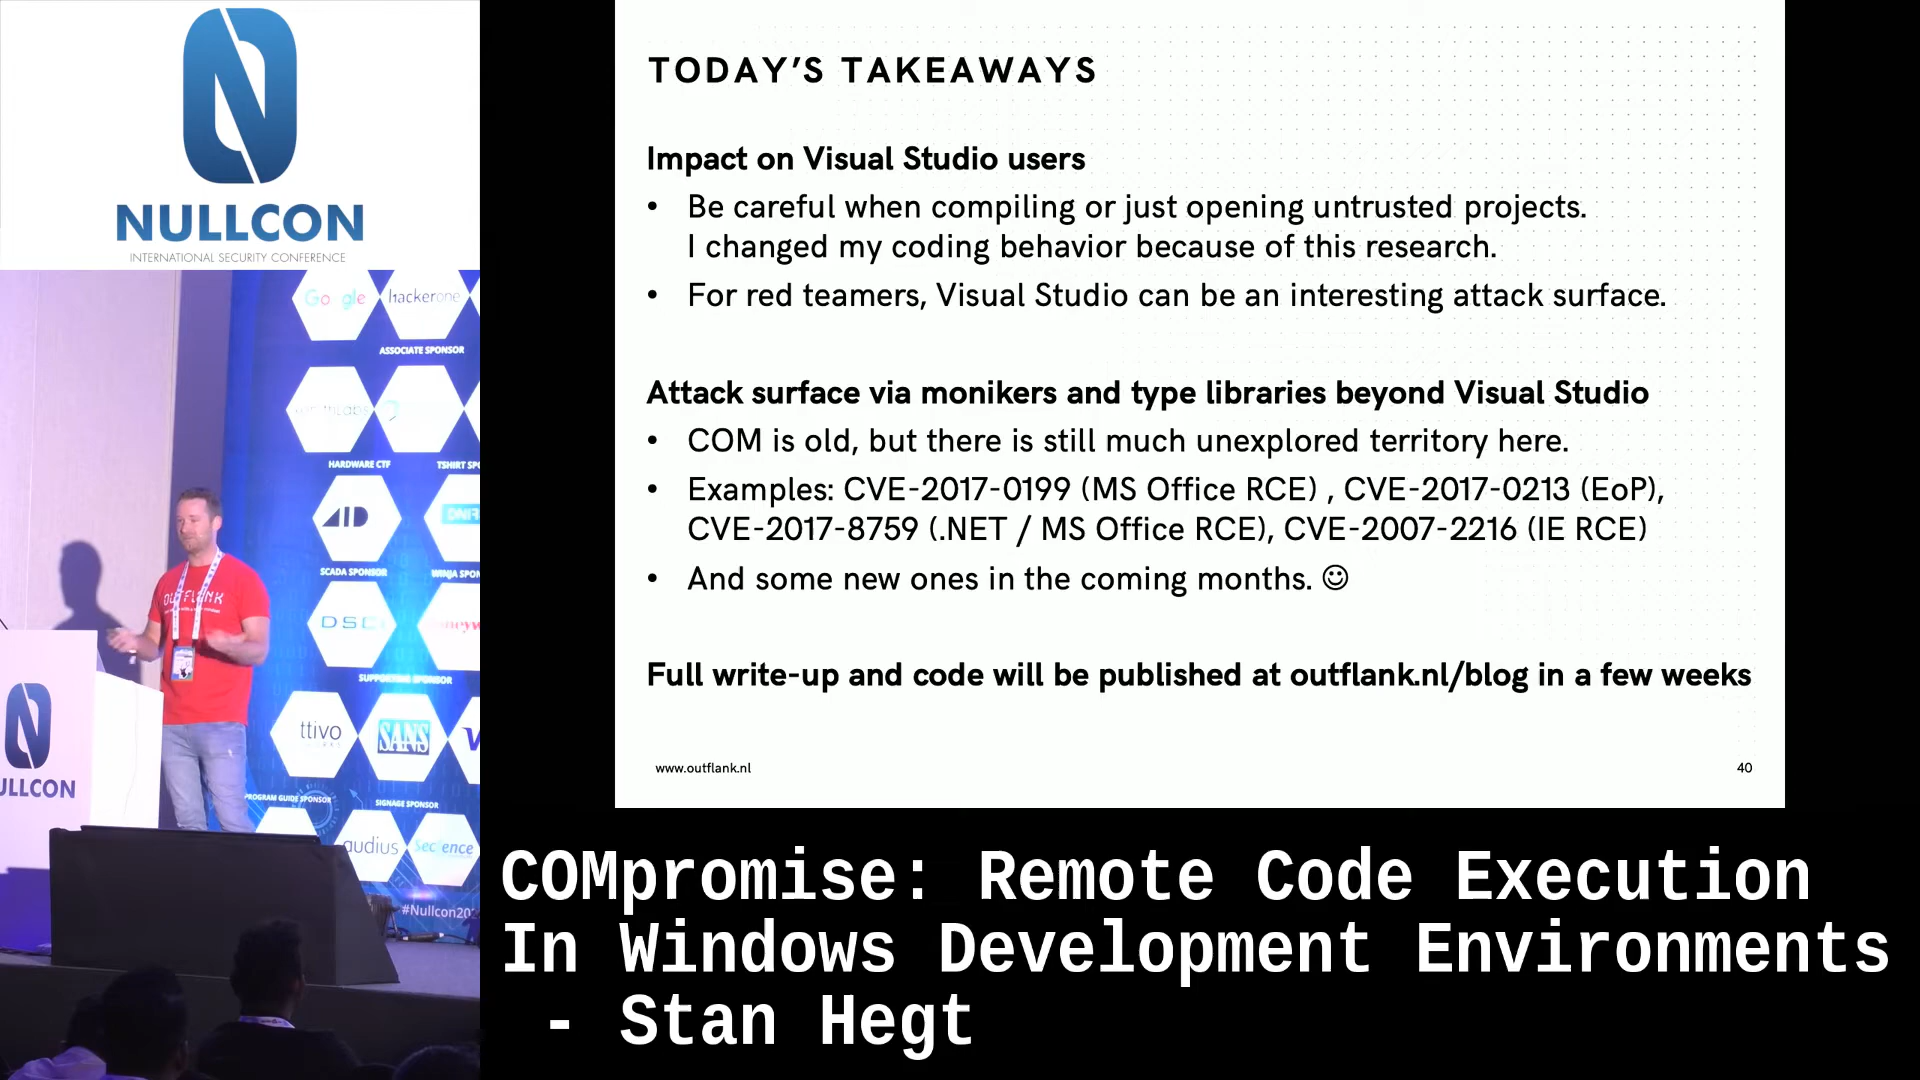 NULLCON
INTERNATIONAL SECURITY CONFERENCE
Google
hackerone
ASSOCIATE SPONSOR
HARDWARE CTF
SCADA SPONSOR
DSCI
SUPPORTING SPONSOR
ttivo
SANS
PROGRAM GUIDE SPONSOR
SIGNAGE SPONSOR
audius
Secience
#Nullcon20
OUTFLANK
ULLCON
TODAY’S TAKEAWAYS
Impact on Visual Studio users
• Be careful when compiling or just opening untrusted projects.
I changed my coding behavior because of this research.
• For red teamers, Visual Studio can be an interesting attack surface.
Attack surface via monikers and type libraries beyond Visual Studio
• COM is old, but there is still much unexplored territory here.
• Examples: CVE-2017-0199 (MS Office RCE) , CVE-2017-0213 (EoP),
CVE-2017-8759 (.NET / MS Office RCE), CVE-2007-2216 (IE RCE)
• And some new ones in the coming months. ☺
Full write-up and code will be published at outflank.nl/blog in a few weeks
www.outflank.nl
40
COMpromise: Remote Code Execution
In Windows Development Environments
- Stan Hegt